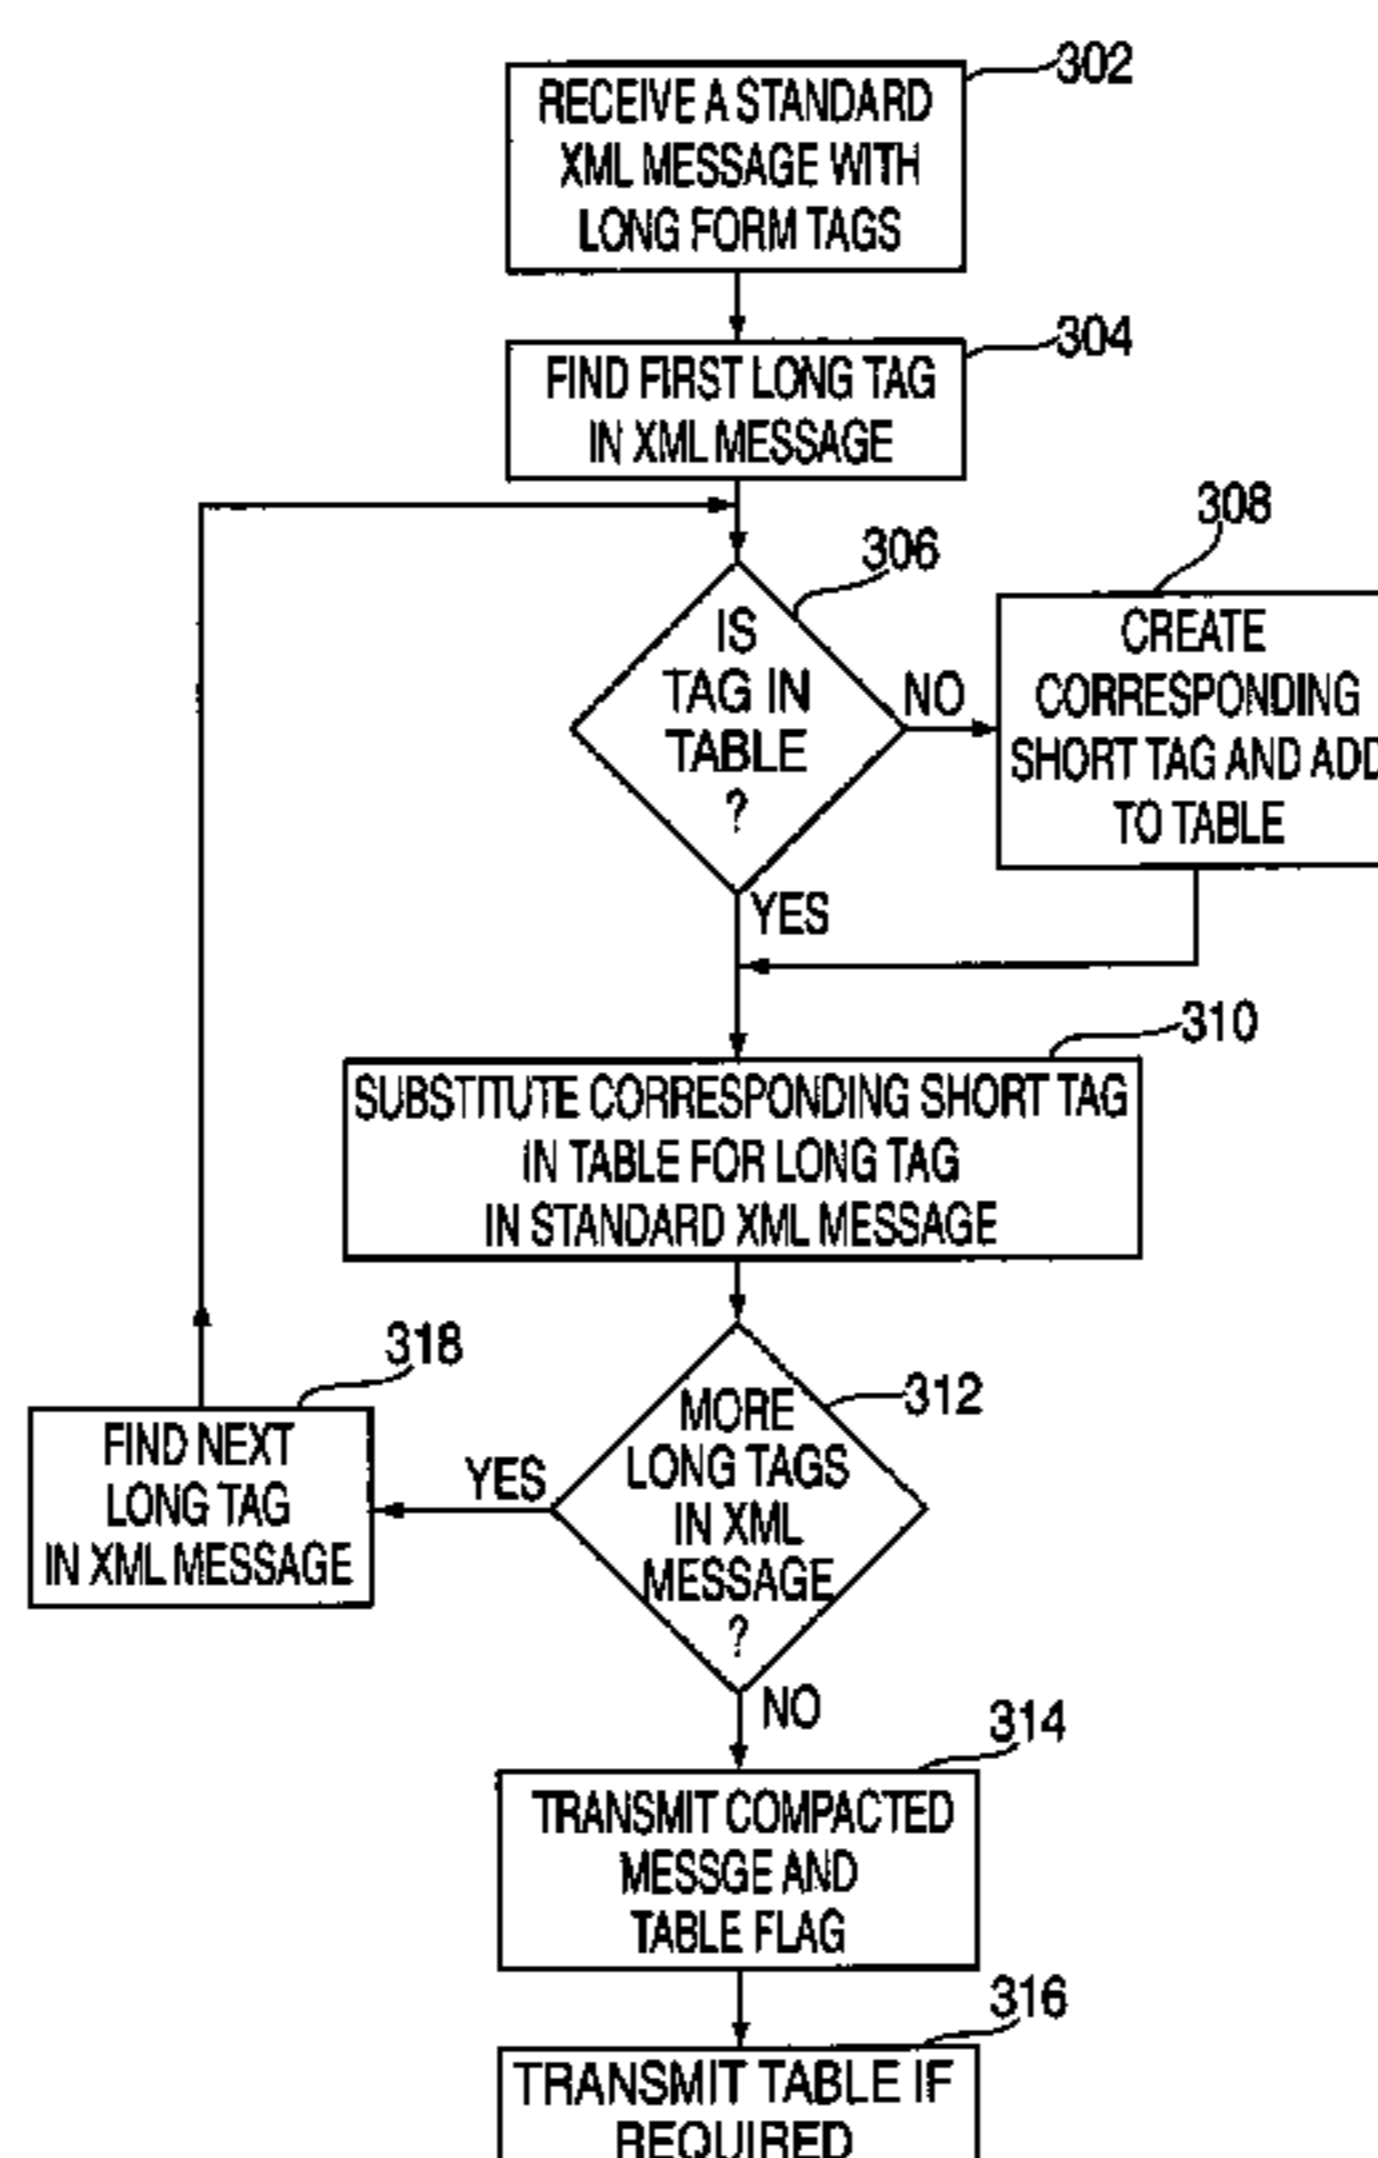 302
RECEIVE A STANDARD
XML MESSAGE WITH
LONG FORM TAGS
304
FIND FIRST LONG TAG
IN XML MESSAGE
306
IS
TAG IN
TABLE
?
NO
308
CREATE
CORRESPONDING
SHORT TAG AND ADD
TO TABLE
YES
310
SUBSTITUTE CORRESPONDING SHORT TAG
IN TABLE FOR LONG TAG
IN STANDARD XML MESSAGE
312
MORE
LONG TAGS
IN XML
MESSAGE
?
YES
318
FIND NEXT
LONG TAG
IN XML MESSAGE
NO
314
TRANSMIT COMPACTED
MESSGE AND
TABLE FLAG
316
TRANSMIT TABLE IF
REQUIRED